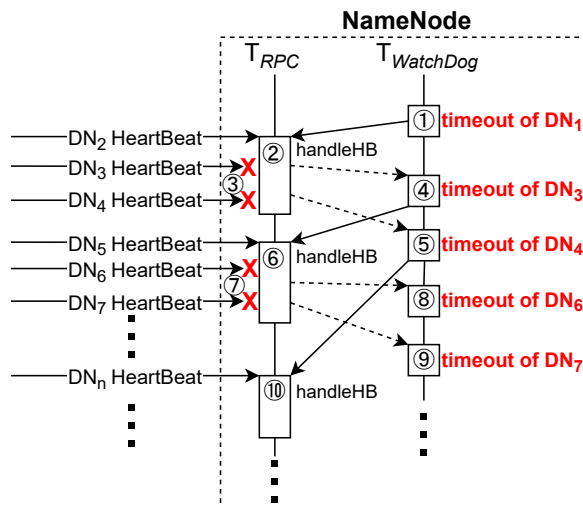 NameNode
T_RPC T_WatchDog
① timeout of DN₁
DN₂ HeartBeat ② handleHB
DN₃ HeartBeat X
③ ④ timeout of DN₃
DN₄ HeartBeat X
DN₅ HeartBeat ⑥ handleHB ⑤ timeout of DN₄
DN₆ HeartBeat X
⑦ ⑧ timeout of DN₆
DN₇ HeartBeat X
⑨ timeout of DN₇
DNₙ HeartBeat ⑩ handleHB